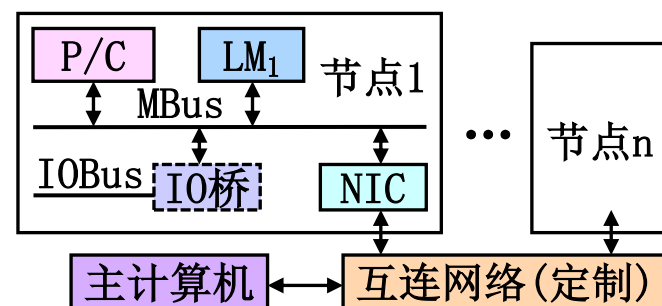 P/C
LM1
节点1
MBus
•••
节点n
IOBus
IO桥
NIC
主计算机
互连网络(定制)